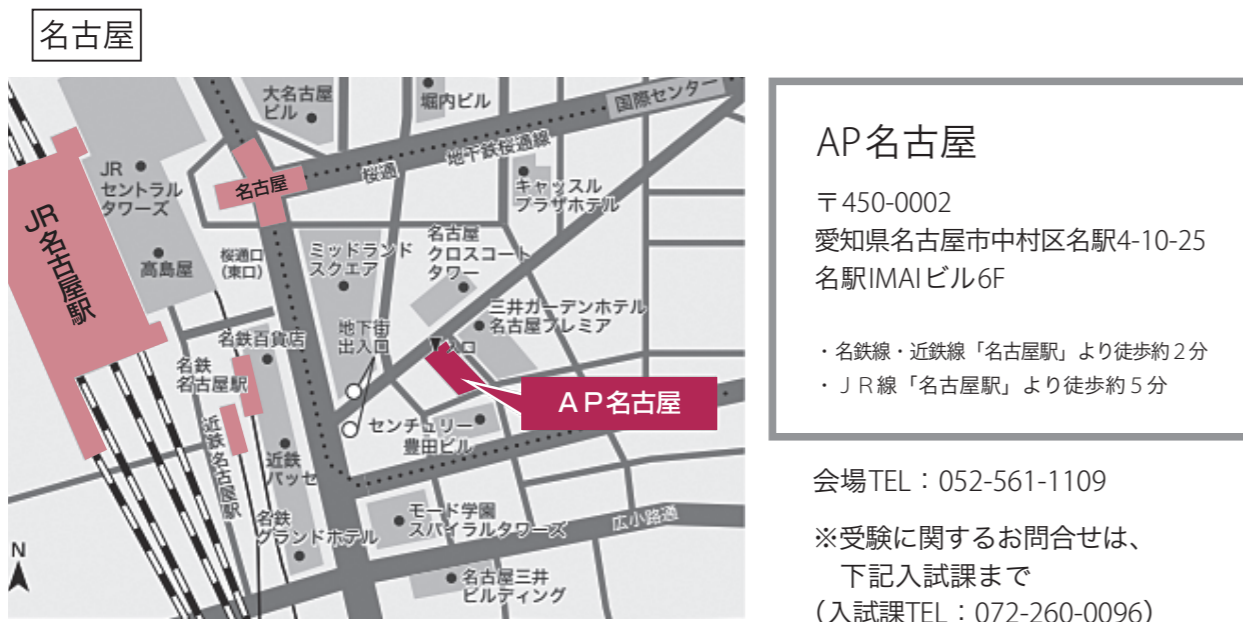 名古屋
大名古屋
ビル
堀内ビル
国際センター
JR
セントラル
タワーズ
名古屋
桜通
地下鉄桜通線
キャッスル
プラザホテル
JR名古屋駅
高島屋
桜通口
(東口)
ミッドランド
スクエア
名古屋
クロスコート
タワー
三井ガーデンホテル
名古屋プレミア
地下街
出入口
入口
名鉄百貨店
名鉄
名古屋駅
AP名古屋
センチュリー
豊田ビル
近鉄名古屋駅
近鉄
パッセ
名鉄
グランドホテル
モード学園
スパイラルタワーズ
広小路通
名古屋三井
ビルディング
N
AP名古屋
〒450-0002
愛知県名古屋市中村区名駅4-10-25
名駅IMAIビル6F
・名鉄線・近鉄線「名古屋駅」より徒歩約２分
・ＪＲ線「名古屋駅」より徒歩約５分
会場TEL：052-561-1109
※受験に関するお問合せは、
下記入試課まで
（入試課TEL：072-260-0096）